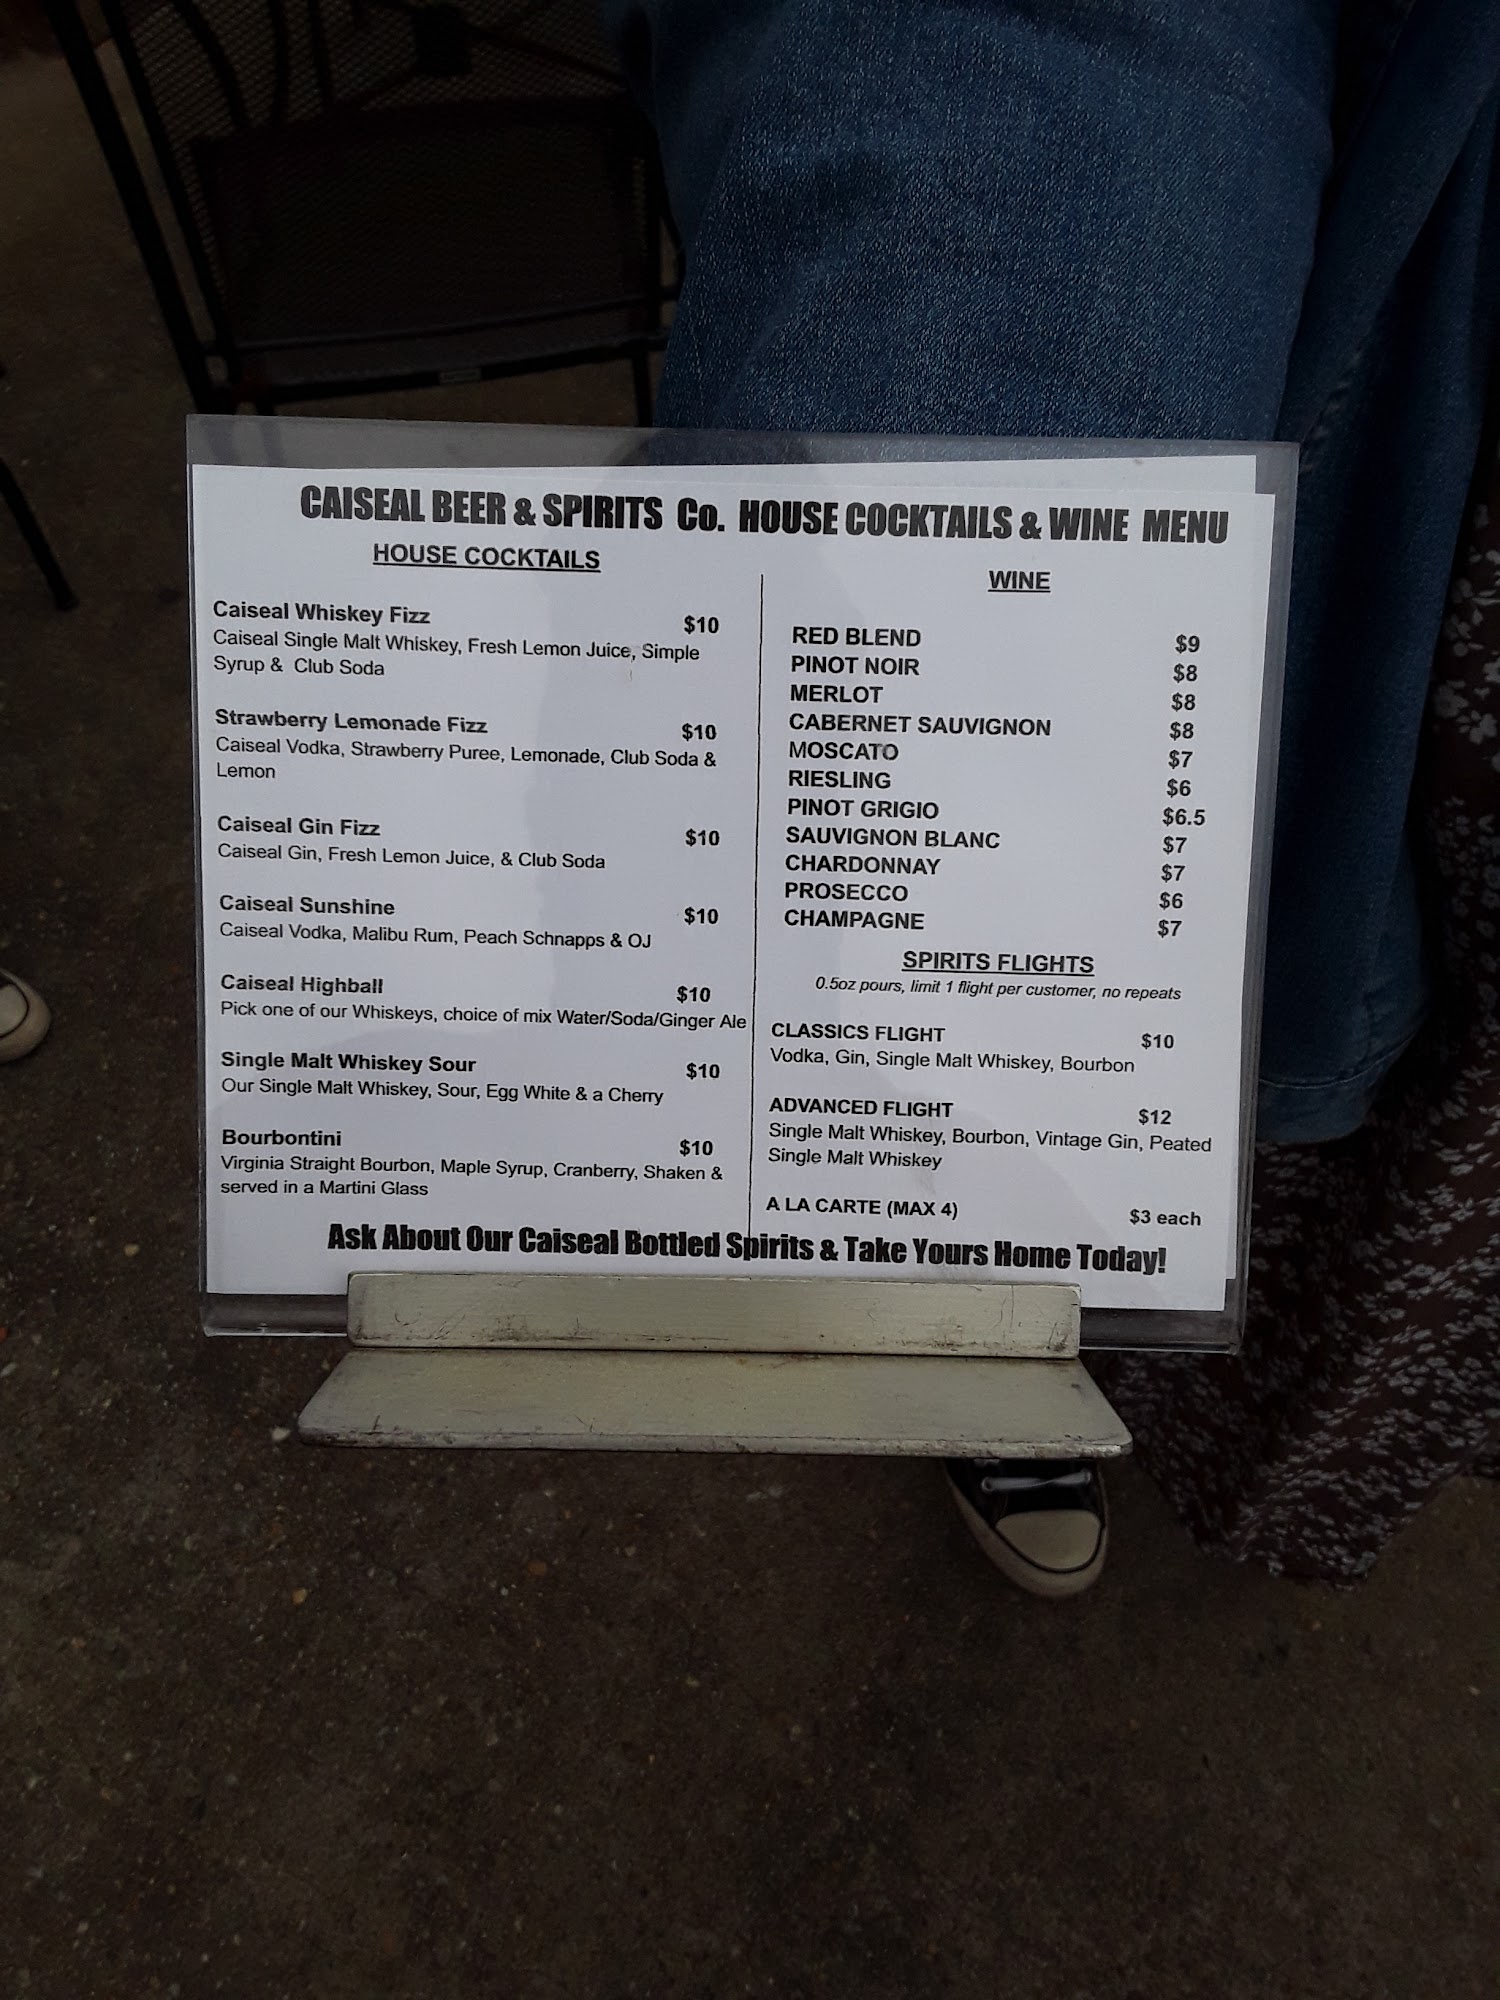 CAISEAL BEER & SPIRITS Co. HOUSE COCKTAILS & WINE MENU
HOUSE COCKTAILS
Caiseal Whiskey Fizz $10
Caiseal Single Malt Whiskey, Fresh Lemon Juice, Simple
Syrup & Club Soda
Strawberry Lemonade Fizz $10
Caiseal Vodka, Strawberry Puree, Lemonade, Club Soda &
Lemon
Caiseal Gin Fizz $10
Caiseal Gin, Fresh Lemon Juice, & Club Soda
Caiseal Sunshine $10
Caiseal Vodka, Malibu Rum, Peach Schnapps & OJ
Caiseal Highball $10
Pick one of our Whiskeys, choice of mix Water/Soda/Ginger Ale
Single Malt Whiskey Sour $10
Our Single Malt Whiskey, Sour, Egg White & a Cherry
Bourbontini $10
Virginia Straight Bourbon, Maple Syrup, Cranberry, Shaken &
served in a Martini Glass
WINE
RED BLEND $9
PINOT NOIR $8
MERLOT $8
CABERNET SAUVIGNON $8
MOSCATO $7
RIESLING $6
PINOT GRIGIO $6.5
SAUVIGNON BLANC $7
CHARDONNAY $7
PROSECCO $6
CHAMPAGNE $7
SPIRITS FLIGHTS
0.5oz pours, limit 1 flight per customer, no repeats
CLASSICS FLIGHT $10
Vodka, Gin, Single Malt Whiskey, Bourbon
ADVANCED FLIGHT $12
Single Malt Whiskey, Bourbon, Vintage Gin, Peated
Single Malt Whiskey
A LA CARTE (MAX 4) $3 each
Ask About Our Caiseal Bottled Spirits & Take Yours Home Today!